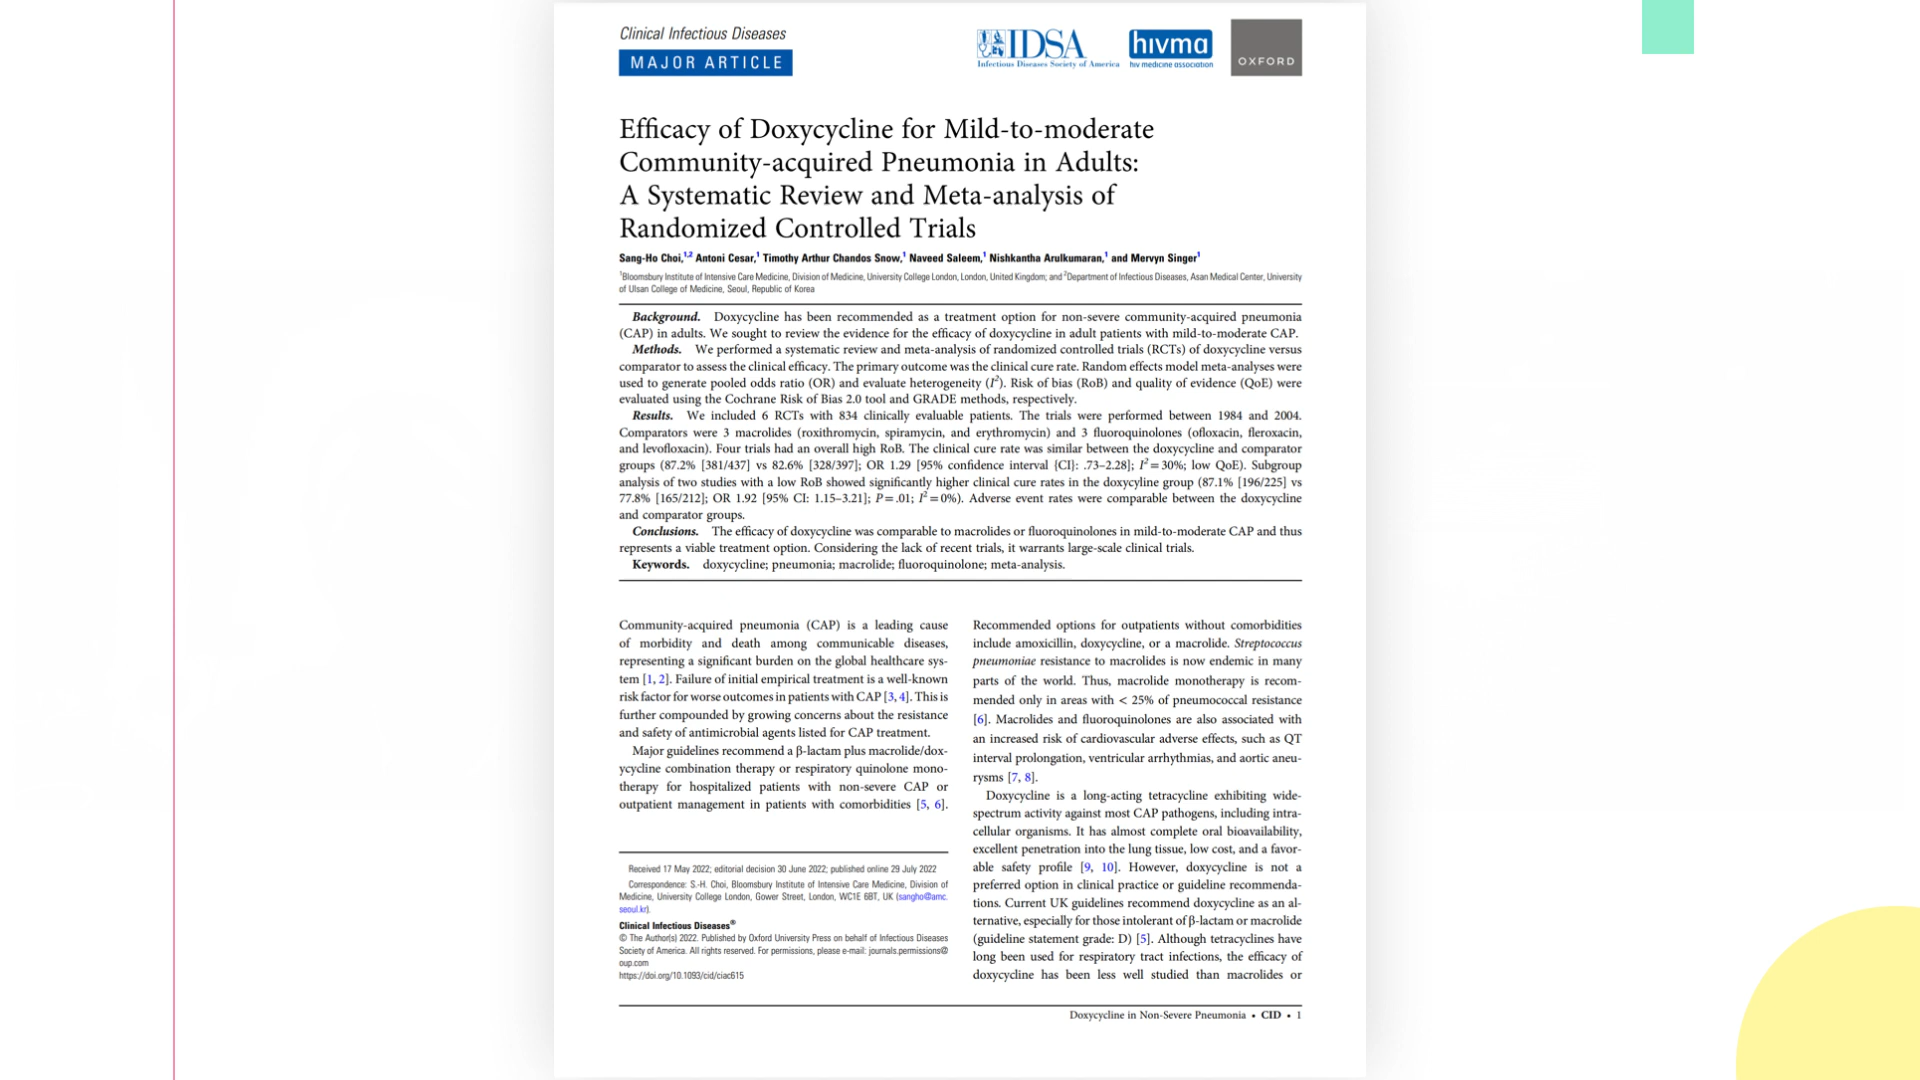 Clinical Infectious Diseases
MAJOR ARTICLE
IDSA
Infectious Diseases Society of America
hivma
hiv medicine association
OXFORD
Efficacy of Doxycycline for Mild-to-moderate
Community-acquired Pneumonia in Adults:
A Systematic Review and Meta-analysis of
Randomized Controlled Trials
Sang-Ho Choi,1,2 Antoni Cesar,1 Timothy Arthur Chandos Snow,1 Naveed Saleem,1 Nishkantha Arulkumaran,1 and Mervyn Singer1
1Bloomsbury Institute of Intensive Care Medicine, Division of Medicine, University College London, London, United Kingdom; and 2Department of Infectious Diseases, Asan Medical Center, University
of Ulsan College of Medicine, Seoul, Republic of Korea
Background. Doxycycline has been recommended as a treatment option for non-severe community-acquired pneumonia
(CAP) in adults. We sought to review the evidence for the efficacy of doxycycline in adult patients with mild-to-moderate CAP.
Methods. We performed a systematic review and meta-analysis of randomized controlled trials (RCTs) of doxycycline versus
comparator to assess the clinical efficacy. The primary outcome was the clinical cure rate. Random effects model meta-analyses were
used to generate pooled odds ratio (OR) and evaluate heterogeneity (I²). Risk of bias (RoB) and quality of evidence (QoE) were
evaluated using the Cochrane Risk of Bias 2.0 tool and GRADE methods, respectively.
Results. We included 6 RCTs with 834 clinically evaluable patients. The trials were performed between 1984 and 2004.
Comparators were 3 macrolides (roxithromycin, spiramycin, and erythromycin) and 3 fluoroquinolones (ofloxacin, fleroxacin,
and levofloxacin). Four trials had an overall high RoB. The clinical cure rate was similar between the doxycycline and comparator
groups (87.2% [381/437] vs 82.6% [328/397]; OR 1.29 [95% confidence interval {CI}: .73–2.28]; I² = 30%; low QoE). Subgroup
analysis of two studies with a low RoB showed significantly higher clinical cure rates in the doxycyline group (87.1% [196/225] vs
77.8% [165/212]; OR 1.92 [95% CI: 1.15–3.21]; P = .01; I² = 0%). Adverse event rates were comparable between the doxycycline
and comparator groups.
Conclusions. The efficacy of doxycycline was comparable to macrolides or fluoroquinolones in mild-to-moderate CAP and thus
represents a viable treatment option. Considering the lack of recent trials, it warrants large-scale clinical trials.
Keywords. doxycycline; pneumonia; macrolide; fluoroquinolone; meta-analysis.
Community-acquired pneumonia (CAP) is a leading cause
of morbidity and death among communicable diseases,
representing a significant burden on the global healthcare sys-
tem [1, 2]. Failure of initial empirical treatment is a well-known
risk factor for worse outcomes in patients with CAP [3, 4]. This is
further compounded by growing concerns about the resistance
and safety of antimicrobial agents listed for CAP treatment.
Major guidelines recommend a β-lactam plus macrolide/dox-
ycycline combination therapy or respiratory quinolone mono-
therapy for hospitalized patients with non-severe CAP or
outpatient management in patients with comorbidities [5, 6].
Received 17 May 2022; editorial decision 30 June 2022; published online 29 July 2022
Correspondence: S.-H. Choi, Bloomsbury Institute of Intensive Care Medicine, Division of
Medicine, University College London, Gower Street, London, WC1E 6BT, UK (sangho@amc.
seoul.kr).
Clinical Infectious Diseases®
© The Author(s) 2022. Published by Oxford University Press on behalf of Infectious Diseases
Society of America. All rights reserved. For permissions, please e-mail: journals.permissions@
oup.com
https://doi.org/10.1093/cid/ciac615
Recommended options for outpatients without comorbidities
include amoxicillin, doxycycline, or a macrolide. Streptococcus
pneumoniae resistance to macrolides is now endemic in many
parts of the world. Thus, macrolide monotherapy is recom-
mended only in areas with < 25% of pneumococcal resistance
[6]. Macrolides and fluoroquinolones are also associated with
an increased risk of cardiovascular adverse effects, such as QT
interval prolongation, ventricular arrhythmias, and aortic aneu-
rysms [7, 8].
Doxycycline is a long-acting tetracycline exhibiting wide-
spectrum activity against most CAP pathogens, including intra-
cellular organisms. It has almost complete oral bioavailability,
excellent penetration into the lung tissue, low cost, and a favor-
able safety profile [9, 10]. However, doxycycline is not a
preferred option in clinical practice or guideline recommenda-
tions. Current UK guidelines recommend doxycycline as an al-
ternative, especially for those intolerant of β-lactam or macrolide
(guideline statement grade: D) [5]. Although tetracyclines have
long been used for respiratory tract infections, the efficacy of
doxycycline has been less well studied than macrolides or
Doxycycline in Non-Severe Pneumonia • CID • 1